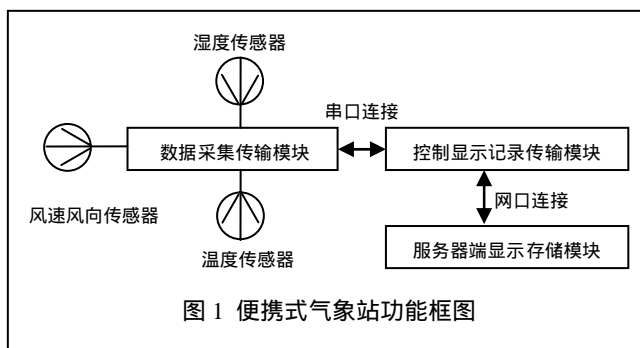 湿度传感器
串口连接
数据采集传输模块
控制显示记录传输模块
风速风向传感器
网口连接
温度传感器
服务器端显示存储模块
图 1 便携式气象站功能框图